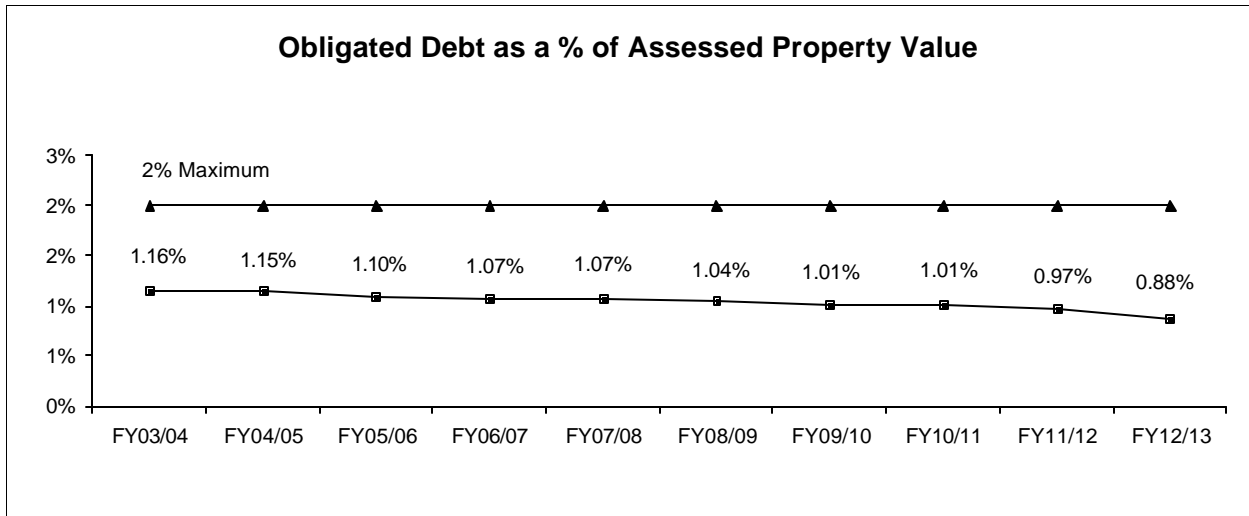 Obligated Debt as a % of Assessed Property Value
3%
2% Maximum
2%
2%
1.16% 1.15% 1.10% 1.07% 1.07% 1.04% 1.01% 1.01% 0.97% 0.88%
1%
1%
0%
FY03/04 FY04/05 FY05/06 FY06/07 FY07/08 FY08/09 FY09/10 FY10/11 FY11/12 FY12/13